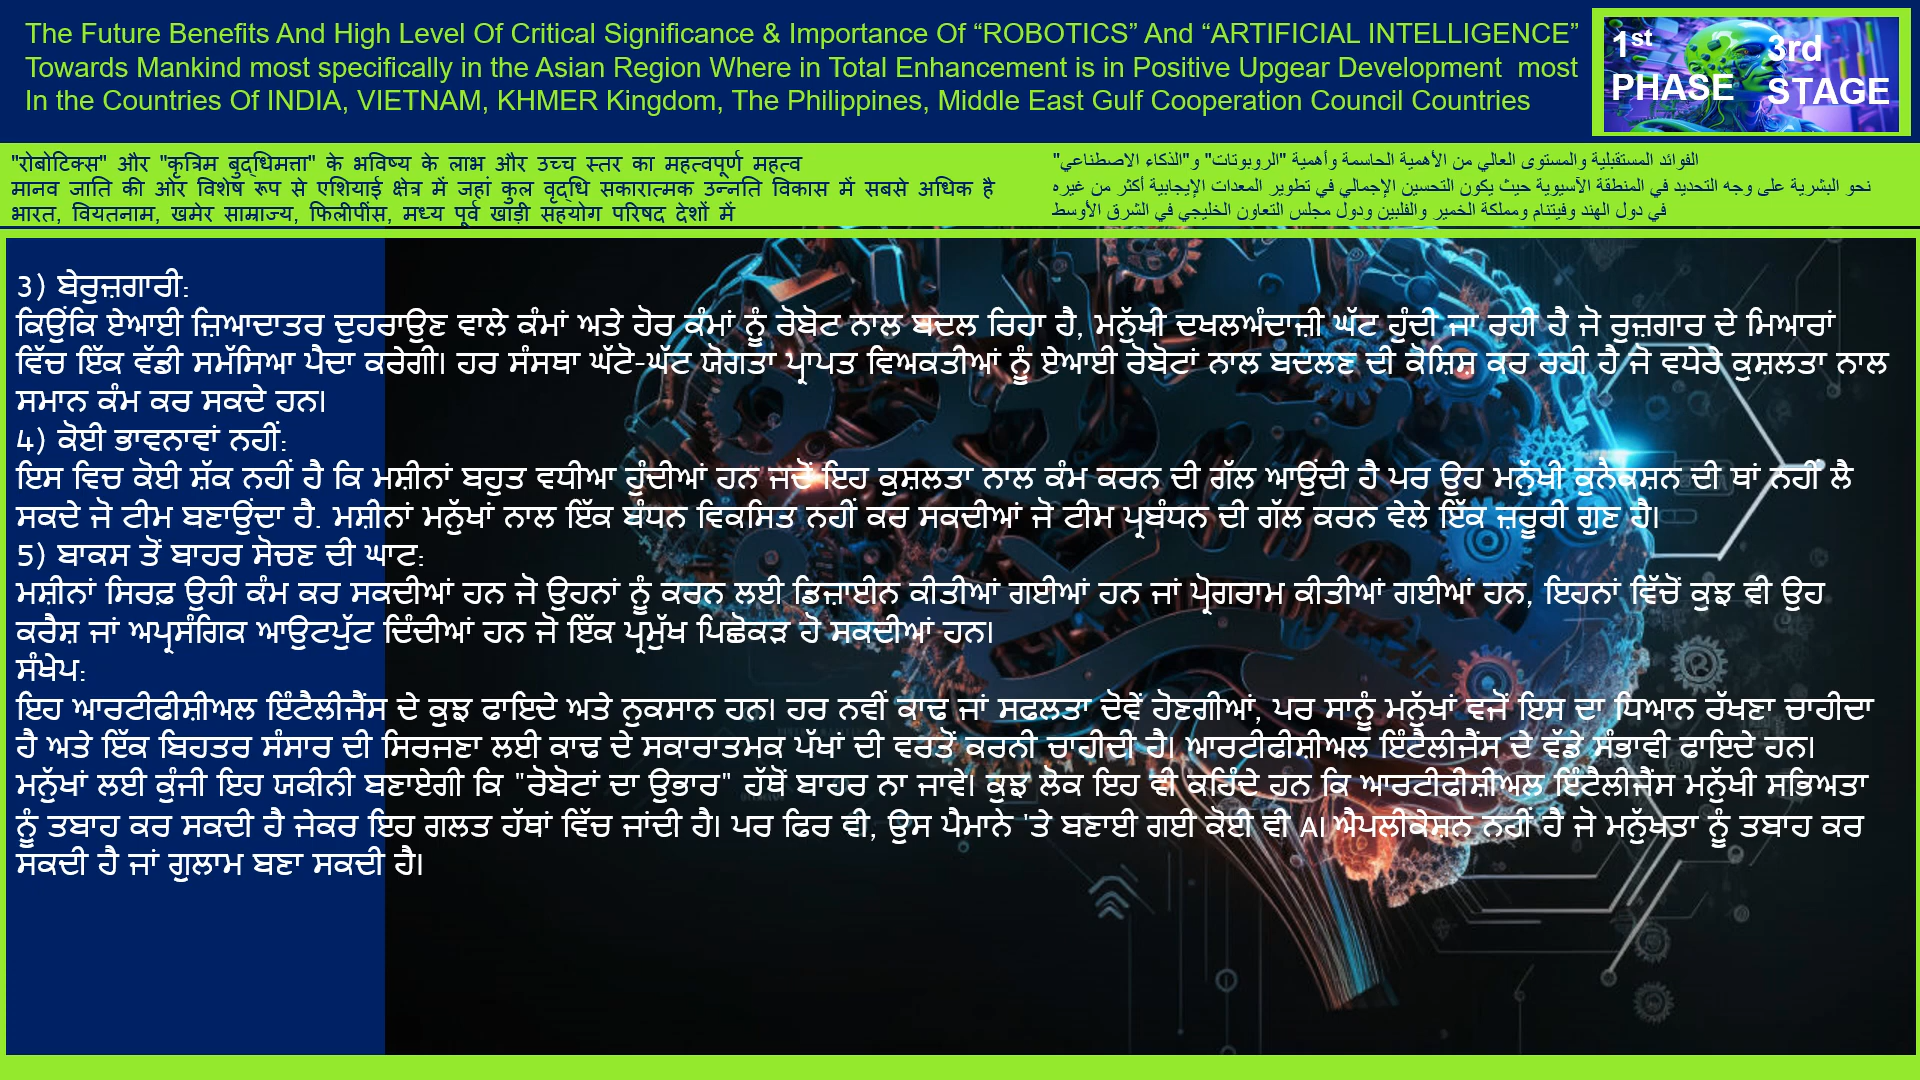 The Future Benefits And High Level Of Critical Significance & Importance Of “ROBOTICS” And “ARTIFICIAL INTELLIGENCE”
Towards Mankind most specifically in the Asian Region Where in Total Enhancement is in Positive Upgear Development  most
In the Countries Of INDIA, VIETNAM, KHMER Kingdom, The Philippines, Middle East Gulf Cooperation Council Countries
1st
PHASE
3rd
STAGE
"रोबोटिक्स" और "कृत्रिम बुद्धिमत्ता" के भविष्य के लाभ और उच्च स्तर का महत्वपूर्ण महत्व
मानव जाति की ओर विशेष रूप से एशियाई क्षेत्र में जहां कुल वृद्धि सकारात्मक उन्नति विकास में सबसे अधिक है
भारत, वियतनाम, खमेर साम्राज्य, फिलीपींस, मध्य पूर्व खाड़ी सहयोग परिषद देशों में
الفوائد المستقبلية والمستوى العالي من الأهمية الحاسمة وأهمية "الروبوتات" و"الذكاء الاصطناعي"
نحو البشرية على وجه التحديد في المنطقة الآسيوية حيث يكون التحسين الإجمالي في تطوير المعدات الإيجابية أكثر من غيره
في دول الهند وفيتنام ومملكة الخمير والفلبين ودول مجلس التعاون الخليجي في الشرق الأوسط
3) ਬੇਰੁਜ਼ਗਾਰੀ:
ਕਿਉਂਕਿ ਏਆਈ ਜ਼ਿਆਦਾਤਰ ਦੁਹਰਾਉਣ ਵਾਲੇ ਕੰਮਾਂ ਅਤੇ ਹੋਰ ਕੰਮਾਂ ਨੂੰ ਰੋਬੋਟ ਨਾਲ ਬਦਲ ਰਿਹਾ ਹੈ, ਮਨੁੱਖੀ ਦਖਲਅੰਦਾਜ਼ੀ ਘੱਟ ਹੁੰਦੀ ਜਾ ਰਹੀ ਹੈ ਜੋ ਰੁਜ਼ਗਾਰ ਦੇ ਮਿਆਰਾਂ
ਵਿੱਚ ਇੱਕ ਵੱਡੀ ਸਮੱਸਿਆ ਪੈਦਾ ਕਰੇਗੀ। ਹਰ ਸੰਸਥਾ ਘੱਟੋ-ਘੱਟ ਯੋਗਤਾ ਪ੍ਰਾਪਤ ਵਿਅਕਤੀਆਂ ਨੂੰ ਏਆਈ ਰੋਬੋਟਾਂ ਨਾਲ ਬਦਲਣ ਦੀ ਕੋਸ਼ਿਸ਼ ਕਰ ਰਹੀ ਹੈ ਜੋ ਵਧੇਰੇ ਕੁਸ਼ਲਤਾ ਨਾਲ
ਸਮਾਨ ਕੰਮ ਕਰ ਸਕਦੇ ਹਨ।
4) ਕੋਈ ਭਾਵਨਾਵਾਂ ਨਹੀਂ:
ਇਸ ਵਿਚ ਕੋਈ ਸ਼ੱਕ ਨਹੀਂ ਹੈ ਕਿ ਮਸ਼ੀਨਾਂ ਬਹੁਤ ਵਧੀਆ ਹੁੰਦੀਆਂ ਹਨ ਜਦੋਂ ਇਹ ਕੁਸ਼ਲਤਾ ਨਾਲ ਕੰਮ ਕਰਨ ਦੀ ਗੱਲ ਆਉਂਦੀ ਹੈ ਪਰ ਉਹ ਮਨੁੱਖੀ ਕੁਨੈਕਸ਼ਨ ਦੀ ਥਾਂ ਨਹੀਂ ਲੈ
ਸਕਦੇ ਜੋ ਟੀਮ ਬਣਾਉਂਦਾ ਹੈ. ਮਸ਼ੀਨਾਂ ਮਨੁੱਖਾਂ ਨਾਲ ਇੱਕ ਬੰਧਨ ਵਿਕਸਿਤ ਨਹੀਂ ਕਰ ਸਕਦੀਆਂ ਜੋ ਟੀਮ ਪ੍ਰਬੰਧਨ ਦੀ ਗੱਲ ਕਰਨ ਵੇਲੇ ਇੱਕ ਜ਼ਰੂਰੀ ਗੁਣ ਹੈ।
5) ਬਾਕਸ ਤੋਂ ਬਾਹਰ ਸੋਚਣ ਦੀ ਘਾਟ:
ਮਸ਼ੀਨਾਂ ਸਿਰਫ਼ ਉਹੀ ਕੰਮ ਕਰ ਸਕਦੀਆਂ ਹਨ ਜੋ ਉਹਨਾਂ ਨੂੰ ਕਰਨ ਲਈ ਡਿਜ਼ਾਈਨ ਕੀਤੀਆਂ ਗਈਆਂ ਹਨ ਜਾਂ ਪ੍ਰੋਗਰਾਮ ਕੀਤੀਆਂ ਗਈਆਂ ਹਨ, ਇਹਨਾਂ ਵਿੱਚੋਂ ਕੁਝ ਵੀ ਉਹ
ਕਰੈਸ਼ ਜਾਂ ਅਪ੍ਰਸੰਗਿਕ ਆਉਟਪੁੱਟ ਦਿੰਦੀਆਂ ਹਨ ਜੋ ਇੱਕ ਪ੍ਰਮੁੱਖ ਪਿਛੋਕੜ ਹੋ ਸਕਦੀਆਂ ਹਨ।
ਸੰਖੇਪ:
ਇਹ ਆਰਟੀਫੀਸ਼ੀਅਲ ਇੰਟੈਲੀਜੈਂਸ ਦੇ ਕੁਝ ਫਾਇਦੇ ਅਤੇ ਨੁਕਸਾਨ ਹਨ। ਹਰ ਨਵੀਂ ਕਾਢ ਜਾਂ ਸਫਲਤਾ ਦੋਵੇਂ ਹੋਣਗੀਆਂ, ਪਰ ਸਾਨੂੰ ਮਨੁੱਖਾਂ ਵਜੋਂ ਇਸ ਦਾ ਧਿਆਨ ਰੱਖਣਾ ਚਾਹੀਦਾ
ਹੈ ਅਤੇ ਇੱਕ ਬਿਹਤਰ ਸੰਸਾਰ ਦੀ ਸਿਰਜਣਾ ਲਈ ਕਾਢ ਦੇ ਸਕਾਰਾਤਮਕ ਪੱਖਾਂ ਦੀ ਵਰਤੋਂ ਕਰਨੀ ਚਾਹੀਦੀ ਹੈ। ਆਰਟੀਫੀਸ਼ੀਅਲ ਇੰਟੈਲੀਜੈਂਸ ਦੇ ਵੱਡੇ ਸੰਭਾਵੀ ਫਾਇਦੇ ਹਨ।
ਮਨੁੱਖਾਂ ਲਈ ਕੁੰਜੀ ਇਹ ਯਕੀਨੀ ਬਣਾਏਗੀ ਕਿ "ਰੋਬੋਟਾਂ ਦਾ ਉਭਾਰ" ਹੱਥੋਂ ਬਾਹਰ ਨਾ ਜਾਵੇ। ਕੁਝ ਲੋਕ ਇਹ ਵੀ ਕਹਿੰਦੇ ਹਨ ਕਿ ਆਰਟੀਫੀਸ਼ੀਅਲ ਇੰਟੈਲੀਜੈਂਸ ਮਨੁੱਖੀ ਸਭਿਅਤਾ
ਨੂੰ ਤਬਾਹ ਕਰ ਸਕਦੀ ਹੈ ਜੇਕਰ ਇਹ ਗਲਤ ਹੱਥਾਂ ਵਿੱਚ ਜਾਂਦੀ ਹੈ। ਪਰ ਫਿਰ ਵੀ, ਉਸ ਪੈਮਾਨੇ 'ਤੇ ਬਣਾਈ ਗਈ ਕੋਈ ਵੀ AI ਐਪਲੀਕੇਸ਼ਨ ਨਹੀਂ ਹੈ ਜੋ ਮਨੁੱਖਤਾ ਨੂੰ ਤਬਾਹ ਕਰ
ਸਕਦੀ ਹੈ ਜਾਂ ਗੁਲਾਮ ਬਣਾ ਸਕਦੀ ਹੈ।